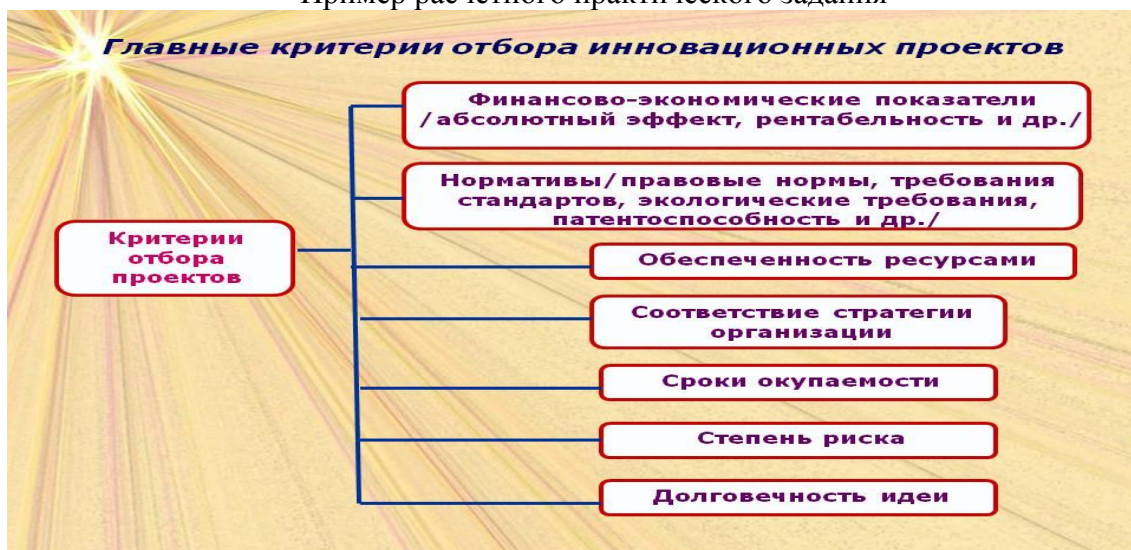 Пример расчетного практического задания
Главные критерии отбора инновационных проектов
Финансово-экономические показатели
/абсолютный эффект, рентабельность и др./
Нормативы/правовые нормы, требования
стандартов, экологические требования,
патентоспособность и др./
Критерии
отбора
проектов
Обеспеченность ресурсами
Соответствие стратегии
организации
Сроки окупаемости
Степень риска
Долговечность идеи